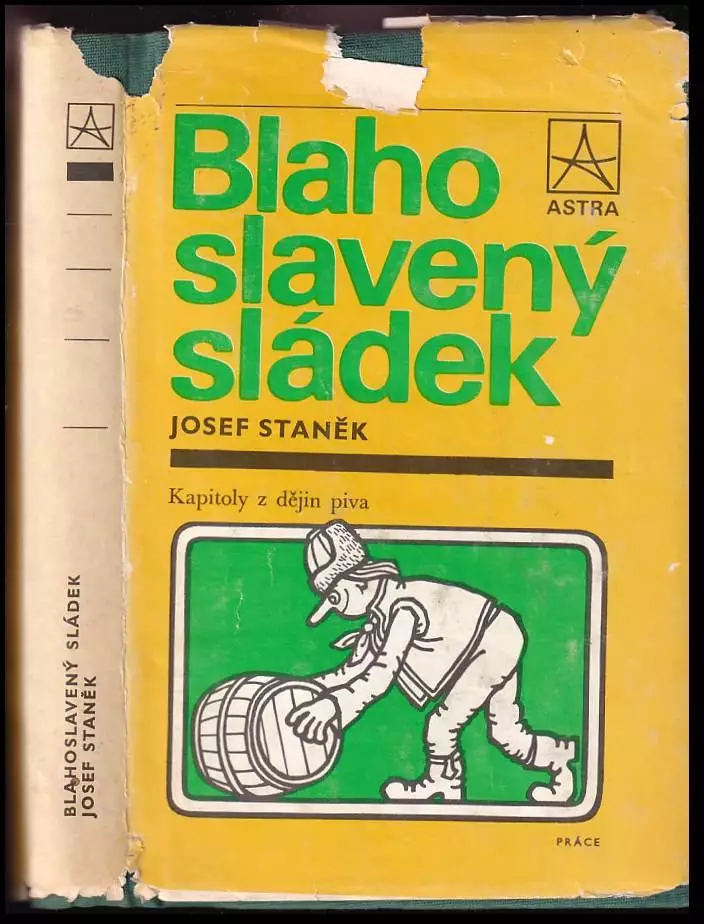 BLAHOSLAVENÝ SLÁDEK
JOSEF STANĚK
Blaho
slavený
sládek
ASTRA
JOSEF STANĚK
Kapitoly z dějin piva
PRÁCE